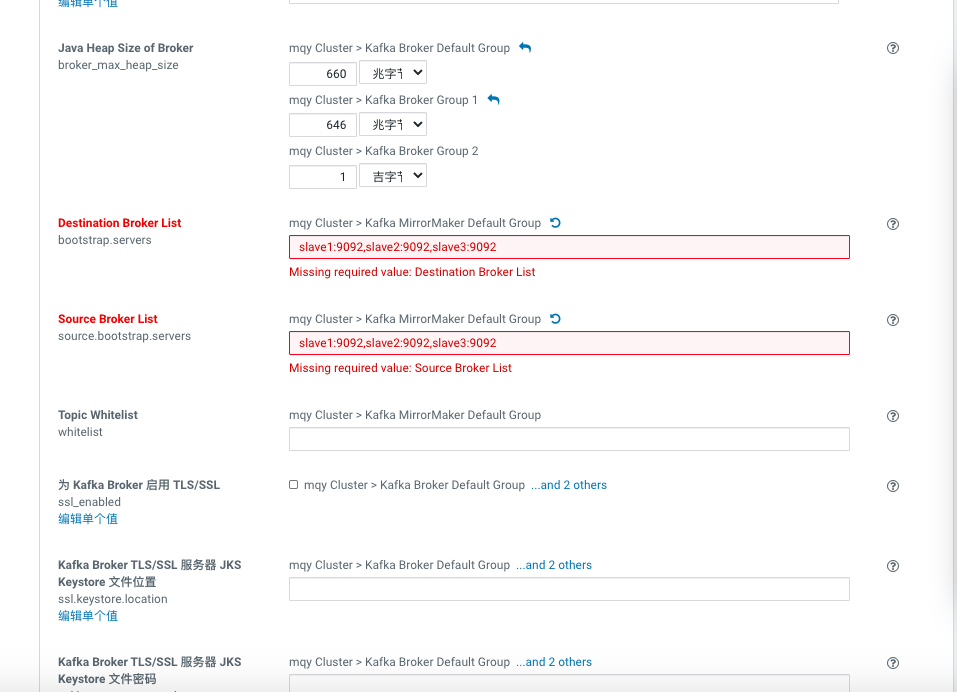 编辑单个值
Java Heap Size of Broker
broker_max_heap_size
mqy Cluster > Kafka Broker Default Group
660 兆字节
mqy Cluster > Kafka Broker Group 1
646 兆字节
mqy Cluster > Kafka Broker Group 2
1 吉字节
Destination Broker List
bootstrap.servers
mqy Cluster > Kafka MirrorMaker Default Group
slave1:9092,slave2:9092,slave3:9092
Missing required value: Destination Broker List
Source Broker List
source.bootstrap.servers
mqy Cluster > Kafka MirrorMaker Default Group
slave1:9092,slave2:9092,slave3:9092
Missing required value: Source Broker List
Topic Whitelist
whitelist
mqy Cluster > Kafka MirrorMaker Default Group
为 Kafka Broker 启用 TLS/SSL
ssl_enabled
编辑单个值
mqy Cluster > Kafka Broker Default Group ...and 2 others
Kafka Broker TLS/SSL 服务器 JKS
Keystore 文件位置
ssl.keystore.location
编辑单个值
mqy Cluster > Kafka Broker Default Group ...and 2 others
Kafka Broker TLS/SSL 服务器 JKS
Keystore 文件密码
mqy Cluster > Kafka Broker Default Group ...and 2 others